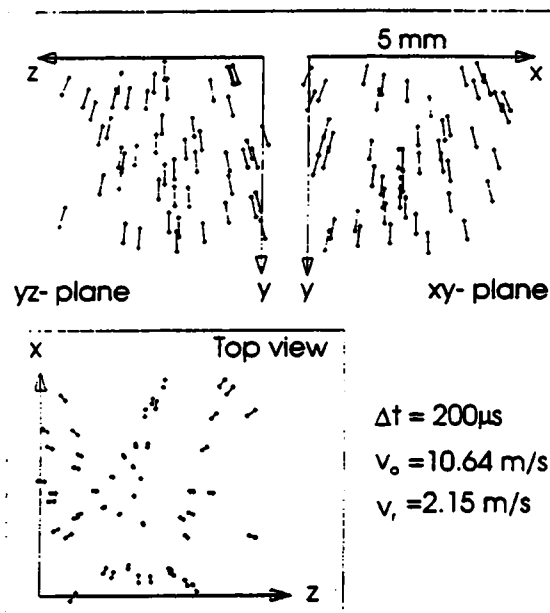 5 mm
z
x
yz- plane
y
y
xy- plane
x
Top view
Δt = 200µs
v₀ = 10.64 m/s
vᵣ = 2.15 m/s
z